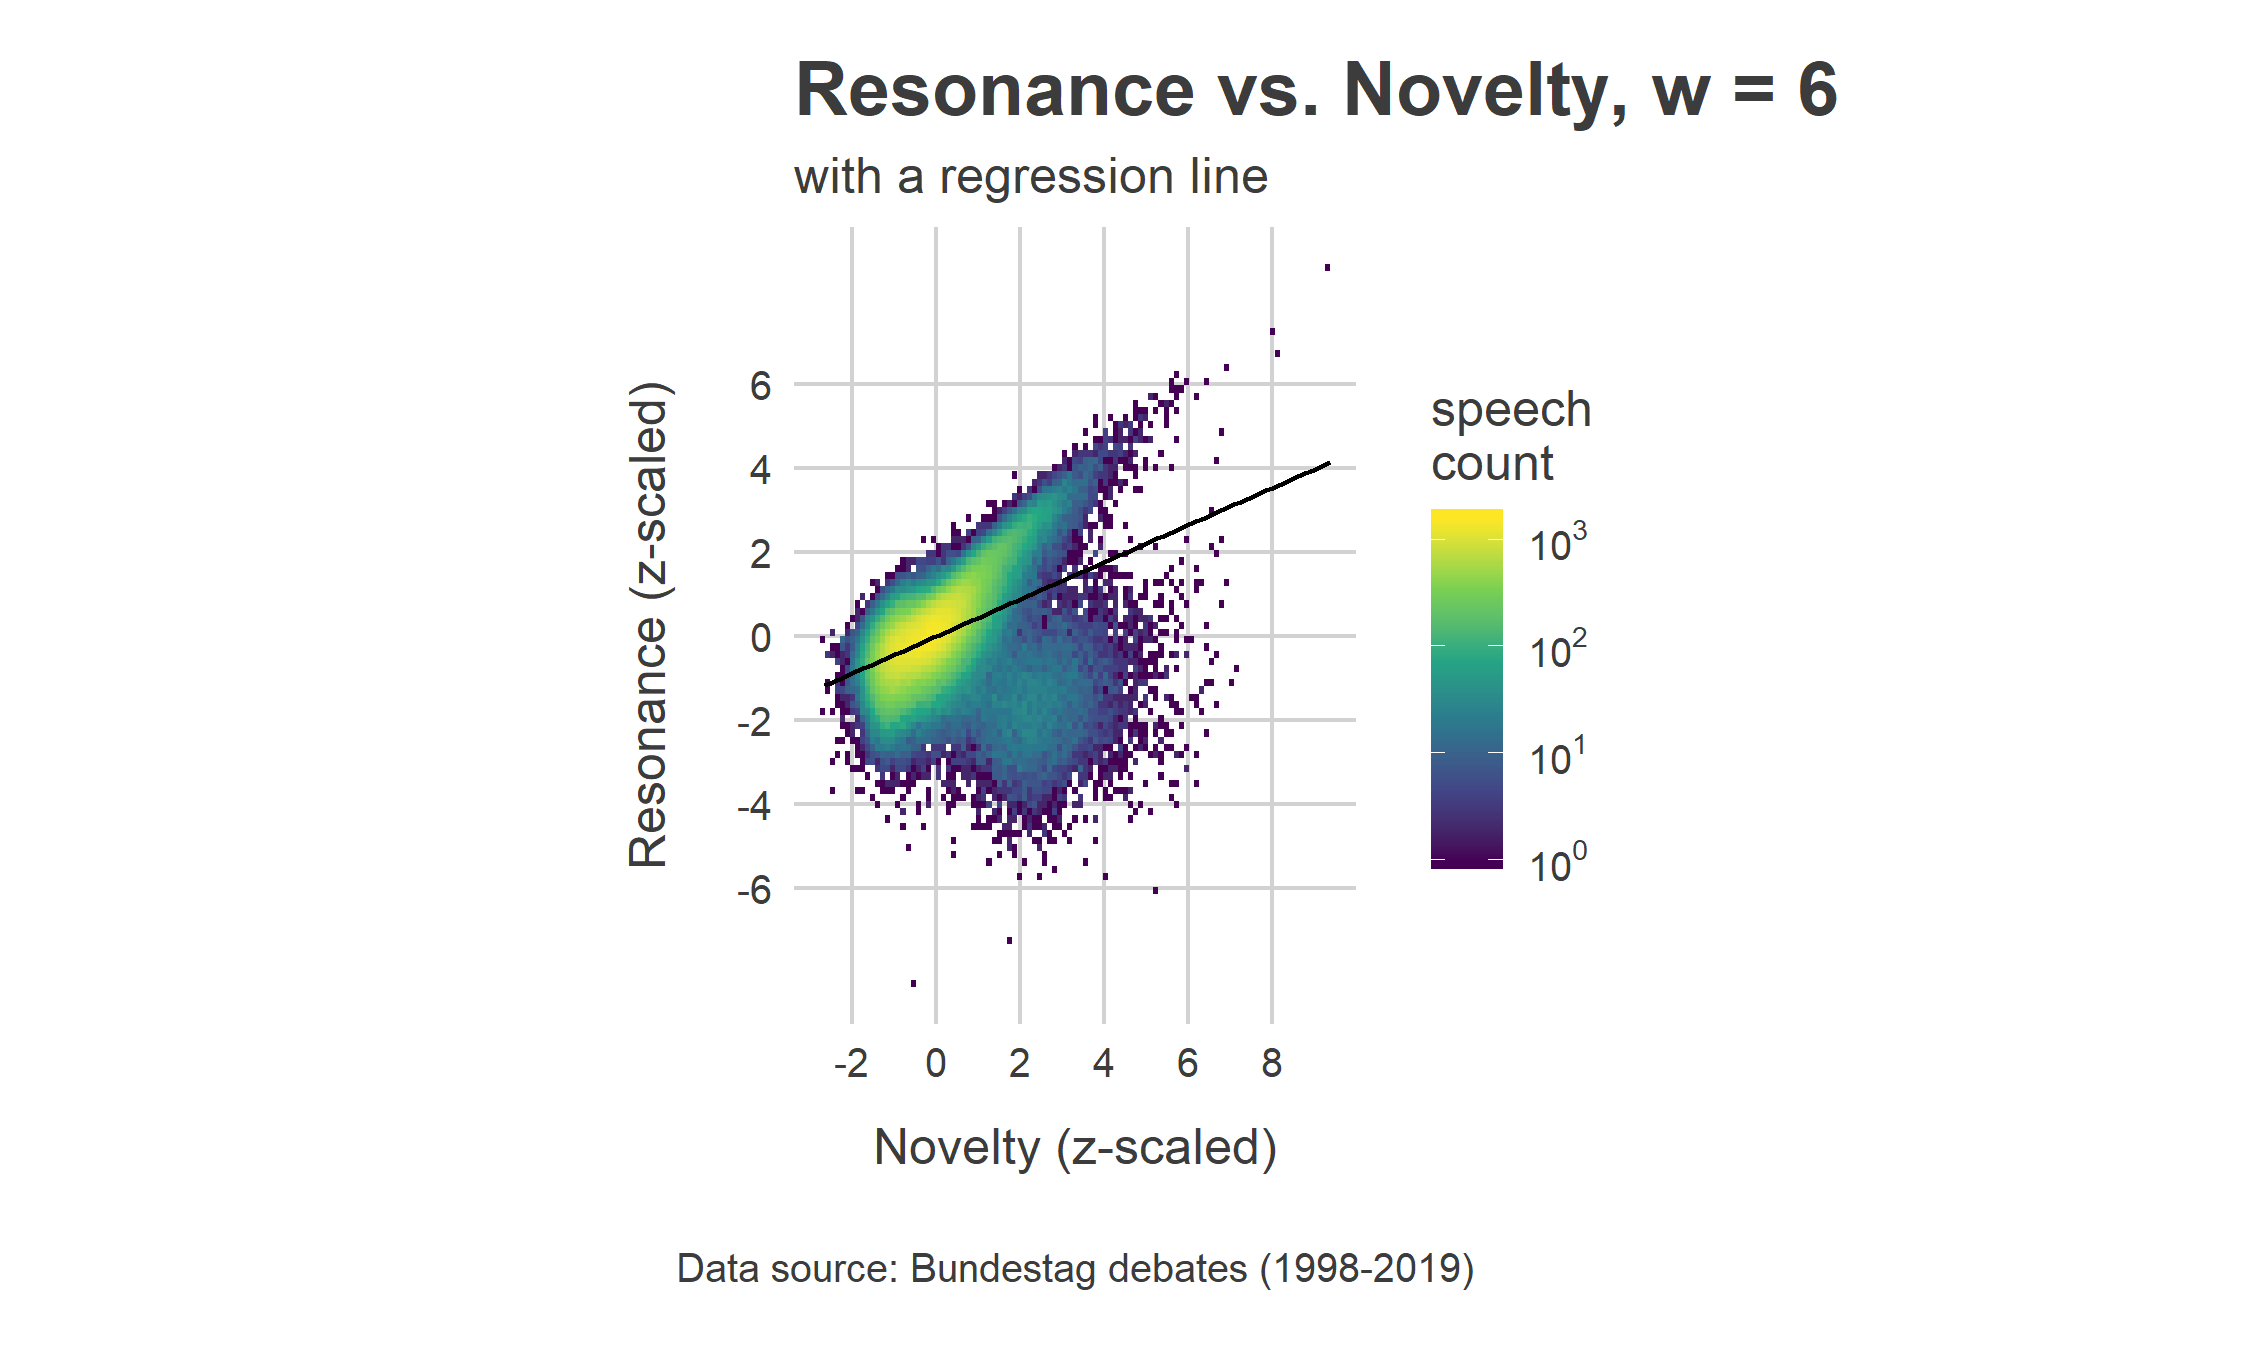 Resonance vs. Novelty, w = 6
with a regression line
Resonance (z-scaled)
6
4
2
0
-2
-4
-6
-2 0 2 4 6 8
Novelty (z-scaled)
speech
count
10³
10²
10¹
10⁰
Data source: Bundestag debates (1998-2019)